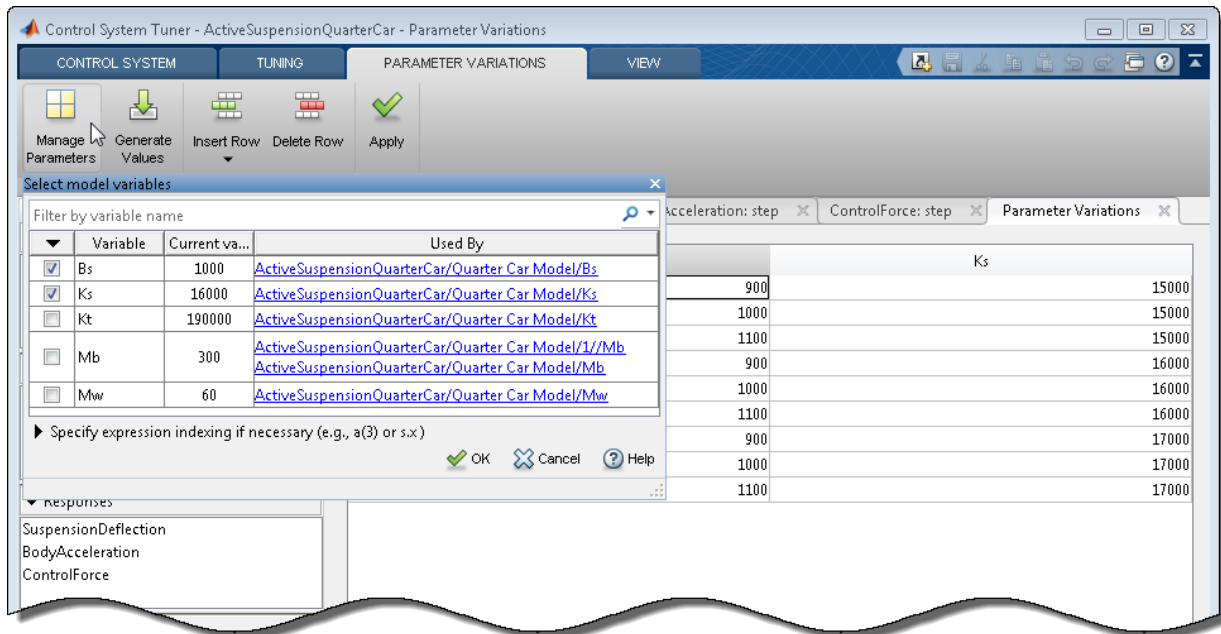 Control System Tuner - ActiveSuspensionQuarterCar - Parameter Variations
CONTROL SYSTEM TUNING PARAMETER VARIATIONS VIEW
Manage Parameters Generate Values Insert Row Delete Row Apply
Select model variables
Filter by variable name
Acceleration: step ControlForce: step Parameter Variations
Variable Current va... Used By
Bs 1000 ActiveSuspensionQuarterCar/Quarter Car Model/Bs
Ks 16000 ActiveSuspensionQuarterCar/Quarter Car Model/Ks
Kt 190000 ActiveSuspensionQuarterCar/Quarter Car Model/Kt
Mb 300 ActiveSuspensionQuarterCar/Quarter Car Model/1//Mb
ActiveSuspensionQuarterCar/Quarter Car Model/Mb
Mw 60 ActiveSuspensionQuarterCar/Quarter Car Model/Mw
Specify expression indexing if necessary (e.g., a(3) or s.x )
OK Cancel Help
Ks
900 15000
1000 15000
1100 15000
900 16000
1000 16000
1100 16000
900 17000
1000 17000
1100 17000
Responses
SuspensionDeflection
BodyAcceleration
ControlForce